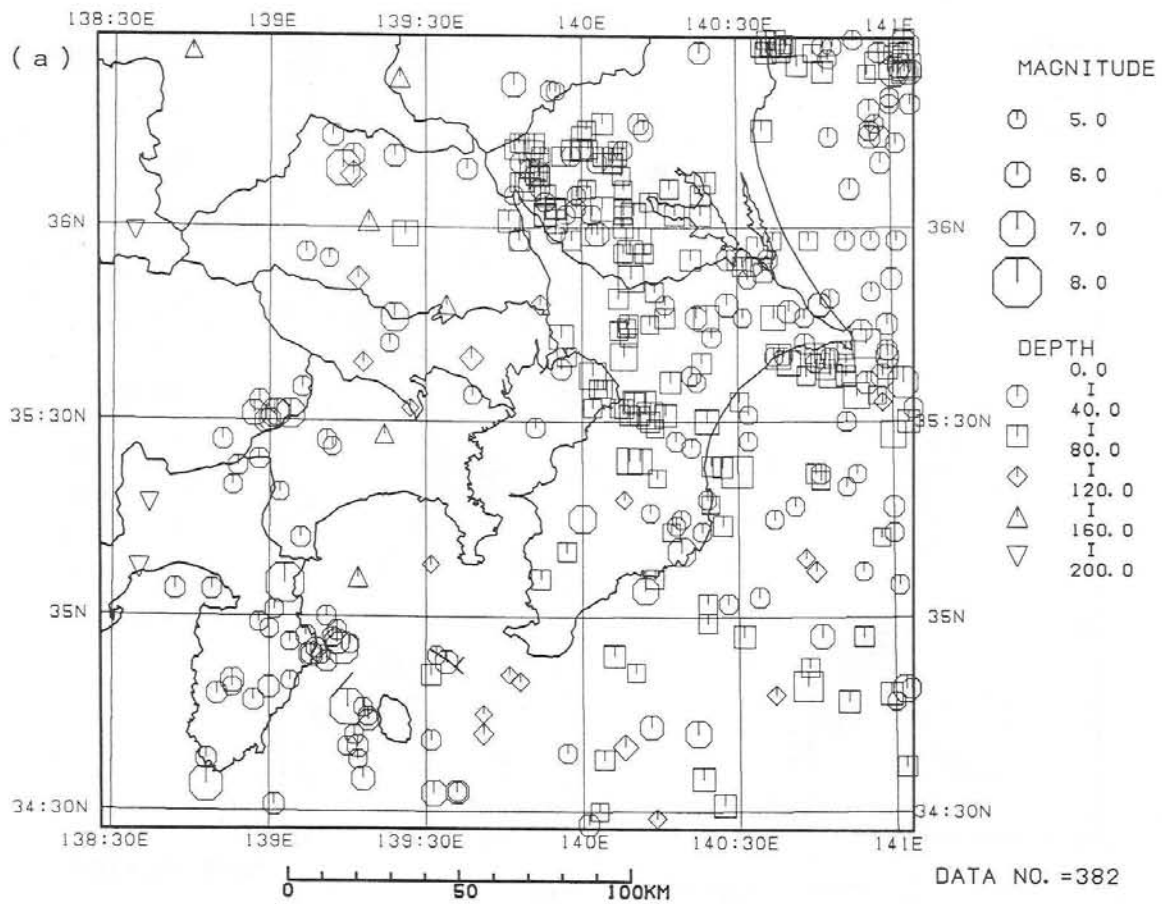 (a)
138:30E 139E 139:30E 140E 140:30E 141E
36N 36N
35:30N 35:30N
35N 35N
34:30N 34:30N
138:30E 139E 139:30E 140E 140:30E 141E
0 50 100KM
MAGNITUDE
5.0
6.0
7.0
8.0
DEPTH
0.0
I
40.0
I
80.0
I
120.0
I
160.0
I
200.0
DATA NO.=382